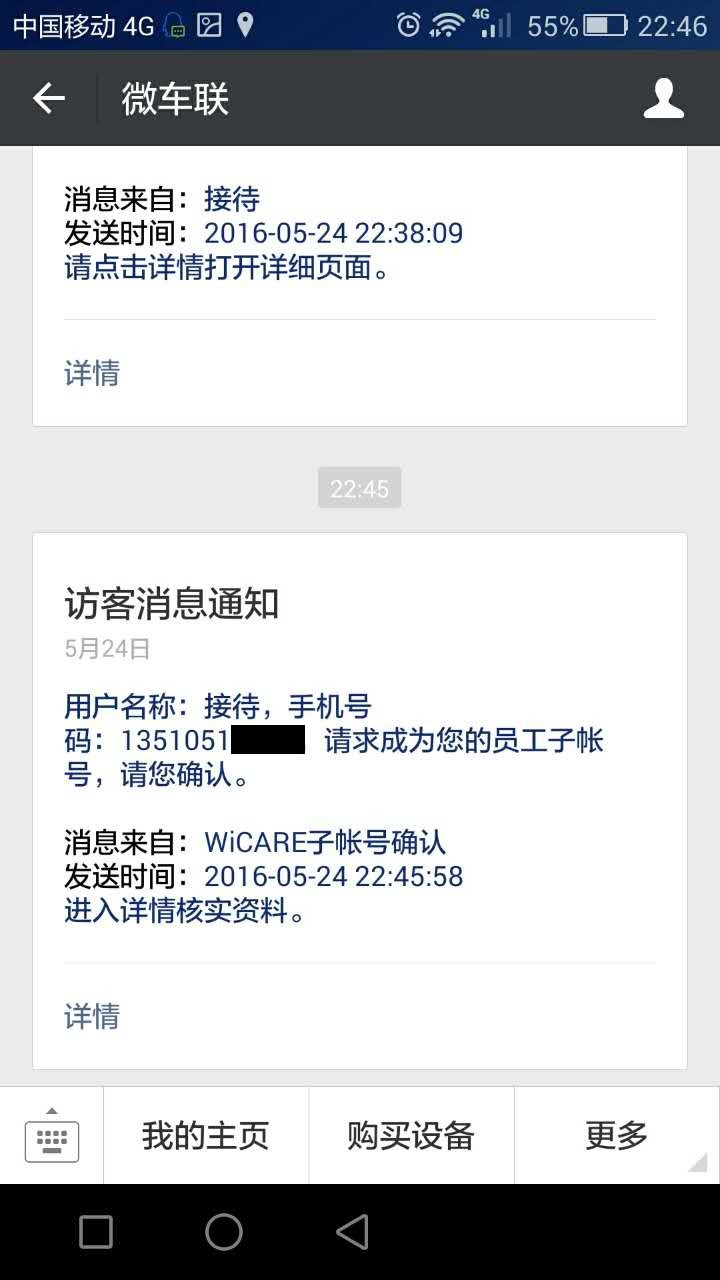 中国移动 4G 4G 55% 22:46
微车联
消息来自：接待
发送时间：2016-05-24 22:38:09
请点击详情打开详细页面。
详情
22:45
访客消息通知
5月24日
用户名称：接待，手机号
码：1351051 请求成为您的员工子帐
号，请您确认。
消息来自：WiCARE子帐号确认
发送时间：2016-05-24 22:45:58
进入详情核实资料。
详情
我的主页 购买设备 更多